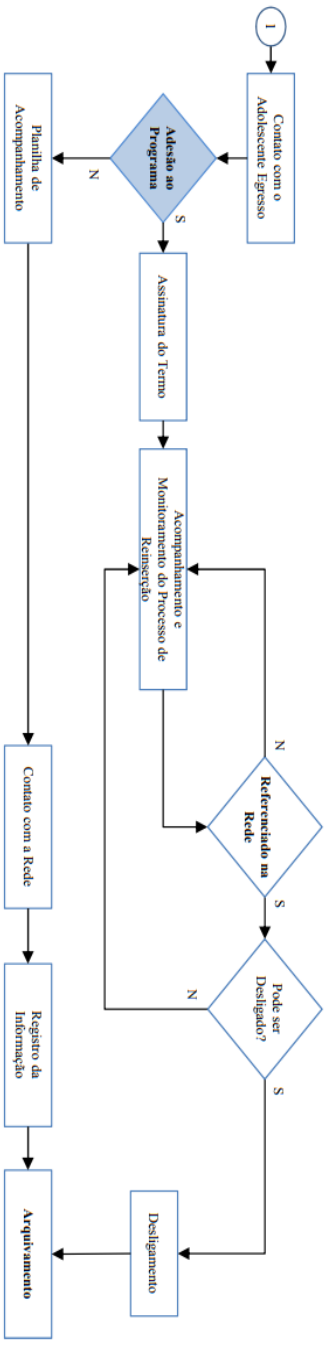 1
Contato com o
Adolescente Egresso
Adesão ao
Programa
S
N
Assinatura do Termo
Acompanhamento e
Monitoramento do Processo de
Reinserção
Referenciado na
Rede
N
S
Pode ser
Desligado?
N
S
Desligamento
Planilha de
Acompanhamento
Contato com a Rede
Registro da
Informação
Arquivamento